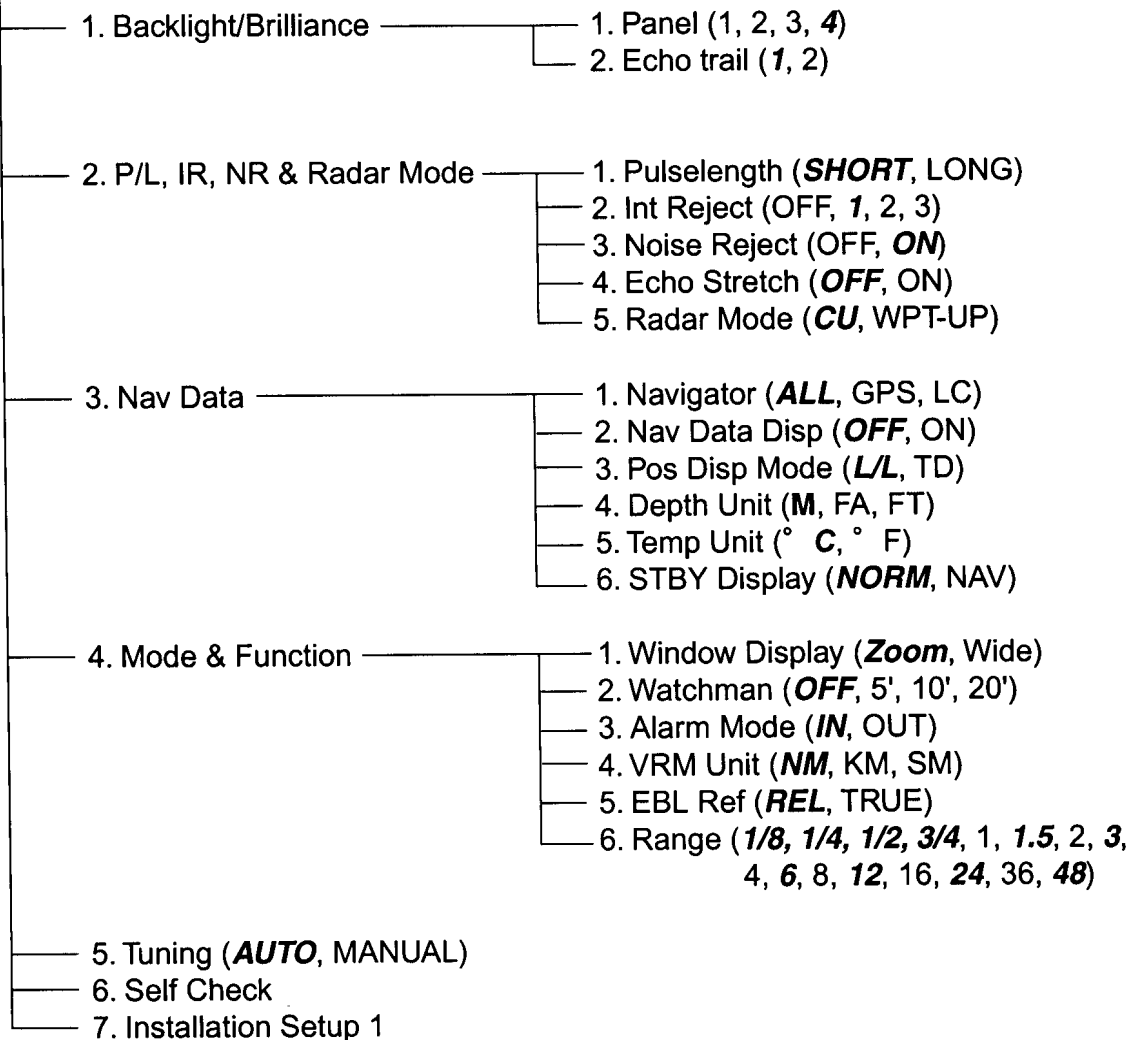 1. Backlight/Brilliance
1. Panel (1, 2, 3, 4)
2. Echo trail (1, 2)
2. P/L, IR, NR & Radar Mode
1. Pulselength (SHORT, LONG)
2. Int Reject (OFF, 1, 2, 3)
3. Noise Reject (OFF, ON)
4. Echo Stretch (OFF, ON)
5. Radar Mode (CU, WPT-UP)
3. Nav Data
1. Navigator (ALL, GPS, LC)
2. Nav Data Disp (OFF, ON)
3. Pos Disp Mode (L/L, TD)
4. Depth Unit (M, FA, FT)
5. Temp Unit (° C, ° F)
6. STBY Display (NORM, NAV)
4. Mode & Function
1. Window Display (Zoom, Wide)
2. Watchman (OFF, 5', 10', 20')
3. Alarm Mode (IN, OUT)
4. VRM Unit (NM, KM, SM)
5. EBL Ref (REL, TRUE)
6. Range (1/8, 1/4, 1/2, 3/4, 1, 1.5, 2, 3,
4, 6, 8, 12, 16, 24, 36, 48)
5. Tuning (AUTO, MANUAL)
6. Self Check
7. Installation Setup 1